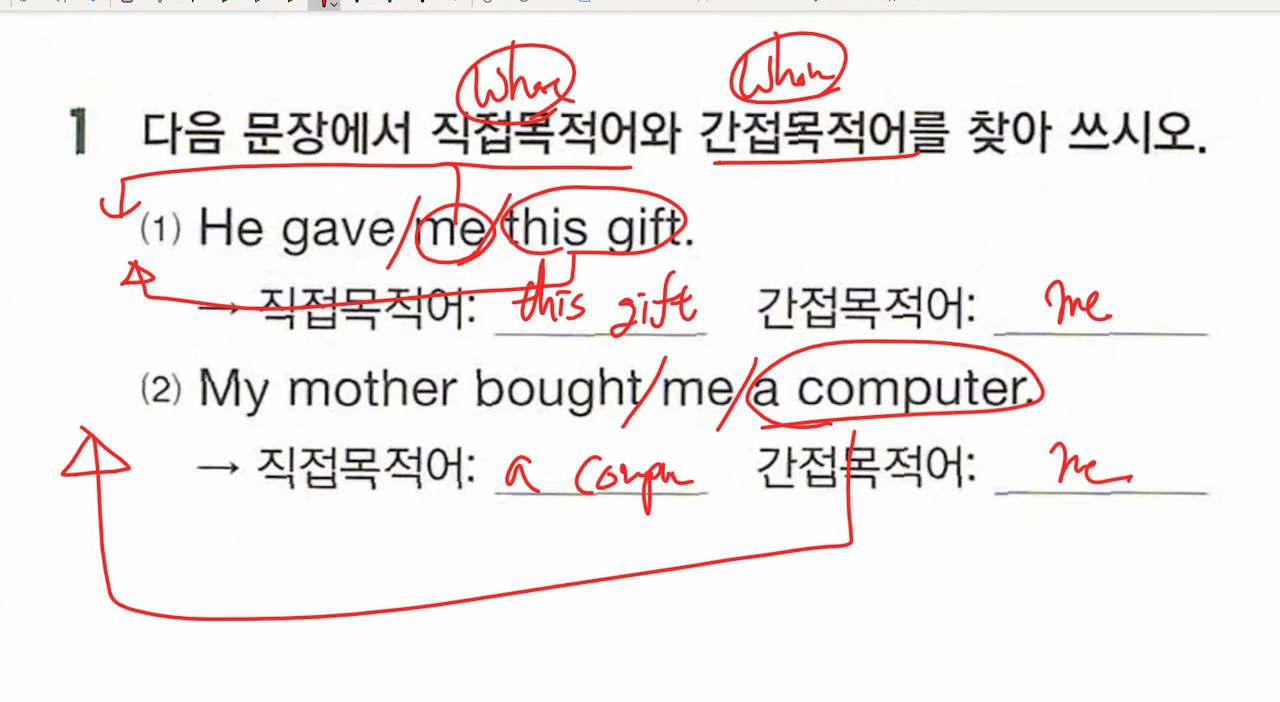 Whom
1 다음 문장에서 직접목적어와 간접목적어를 찾아 쓰시오.
(1) He gave / me / this gift.
→ 직접목적어: this gift 간접목적어: me
(2) My mother bought / me / a computer.
→ 직접목적어: a 간접목적어: me